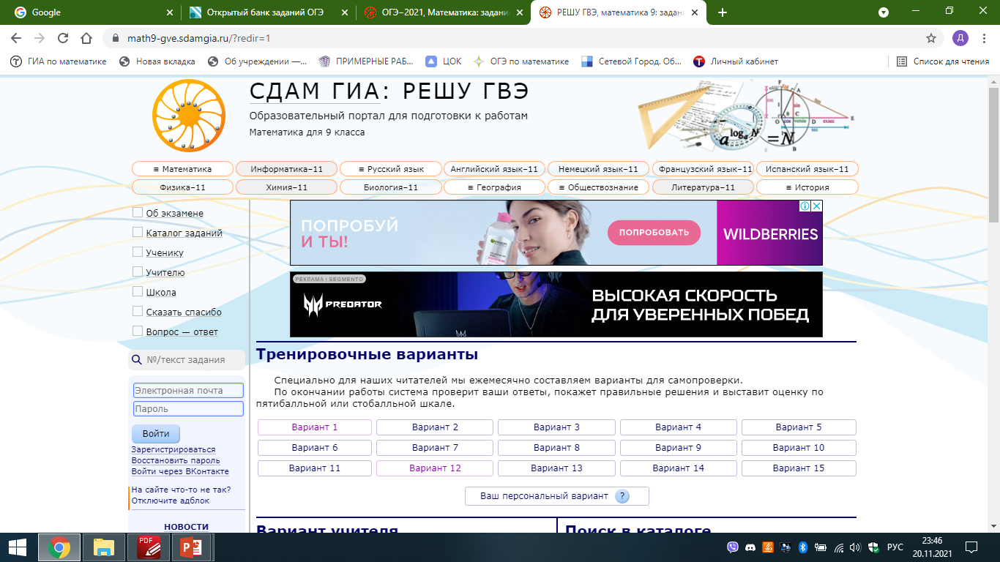 Google
Открытый банк заданий ОГЭ
ОГЭ–2021, Математика: задани
РЕШУ ГВЭ, математика 9: задани
math9-gve.sdamgia.ru/?redir=1
Д
ГИА по математике
Новая вкладка
Об учреждении —...
ПРИМЕРНЫЕ РАБ...
ЦОК
ОГЭ по математике
Сетевой Город. Об...
Личный кабинет
Список для чтения
СДАМ ГИА: РЕШУ ГВЭ
Образовательный портал для подготовки к работам
Математика для 9 класса
≡ Математика
Информатика–11
≡ Русский язык
Английский язык–11
Немецкий язык–11
Французский язык–11
Испанский язык–11
Физика–11
Химия–11
Биология–11
≡ География
≡ Обществознание
Литература–11
≡ История
Об экзамене
Каталог заданий
Ученику
Учителю
Школа
Сказать спасибо
Вопрос — ответ
№/текст задания
Электронная почта
Пароль
Войти
Зарегистрироваться
Восстановить пароль
Войти через ВКонтакте
На сайте что-то не так?
Отключите адблок
НОВОСТИ
ПОПРОБУЙ
И ТЫ!
GARNIER
ПОПРОБОВАТЬ
WILDBERRIES
РЕКЛАМА | SEGMENTO
PREDATOR
ВЫСОКАЯ СКОРОСТЬ
ДЛЯ УВЕРЕННЫХ ПОБЕД
Тренировочные варианты
Специально для наших читателей мы ежемесячно составляем варианты для самопроверки.
По окончании работы система проверит ваши ответы, покажет правильные решения и выставит оценку по
пятибалльной или стобалльной шкале.
Вариант 1
Вариант 2
Вариант 3
Вариант 4
Вариант 5
Вариант 6
Вариант 7
Вариант 8
Вариант 9
Вариант 10
Вариант 11
Вариант 12
Вариант 13
Вариант 14
Вариант 15
Ваш персональный вариант ?
Вариант учителя
Поиск в каталоге
PDF
РУС
23:46
20.11.2021